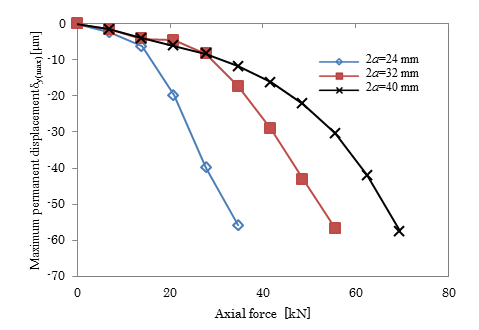 Maximum permanent displacementδy(max) [μm]
0
-10
-20
-30
-40
-50
-60
-70
0 20 40 60 80
Axial force [kN]
2a=24 mm
2a=32 mm
2a=40 mm